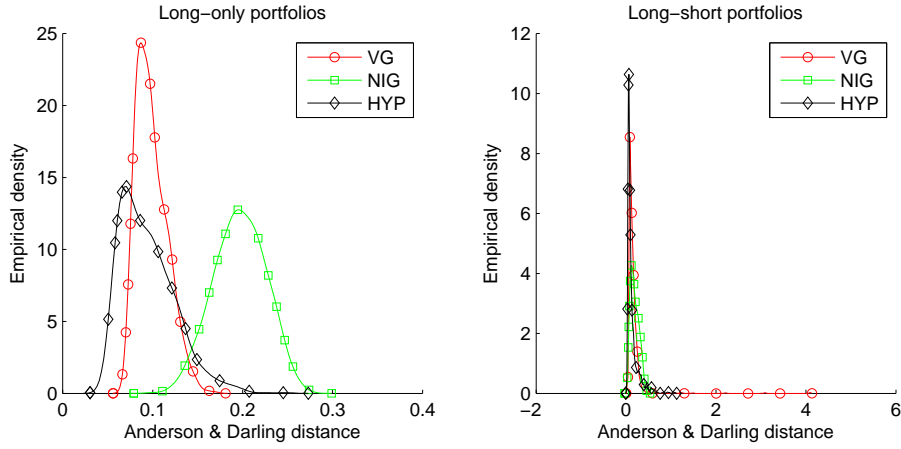 Long−only portfolios
25
20
15
10
5
0
0
0.1
0.2
0.3
0.4
Empirical density
Anderson & Darling distance
VG
NIG
HYP
Long−short portfolios
12
10
8
6
4
2
0
−2
0
2
4
6
Empirical density
Anderson & Darling distance
VG
NIG
HYP